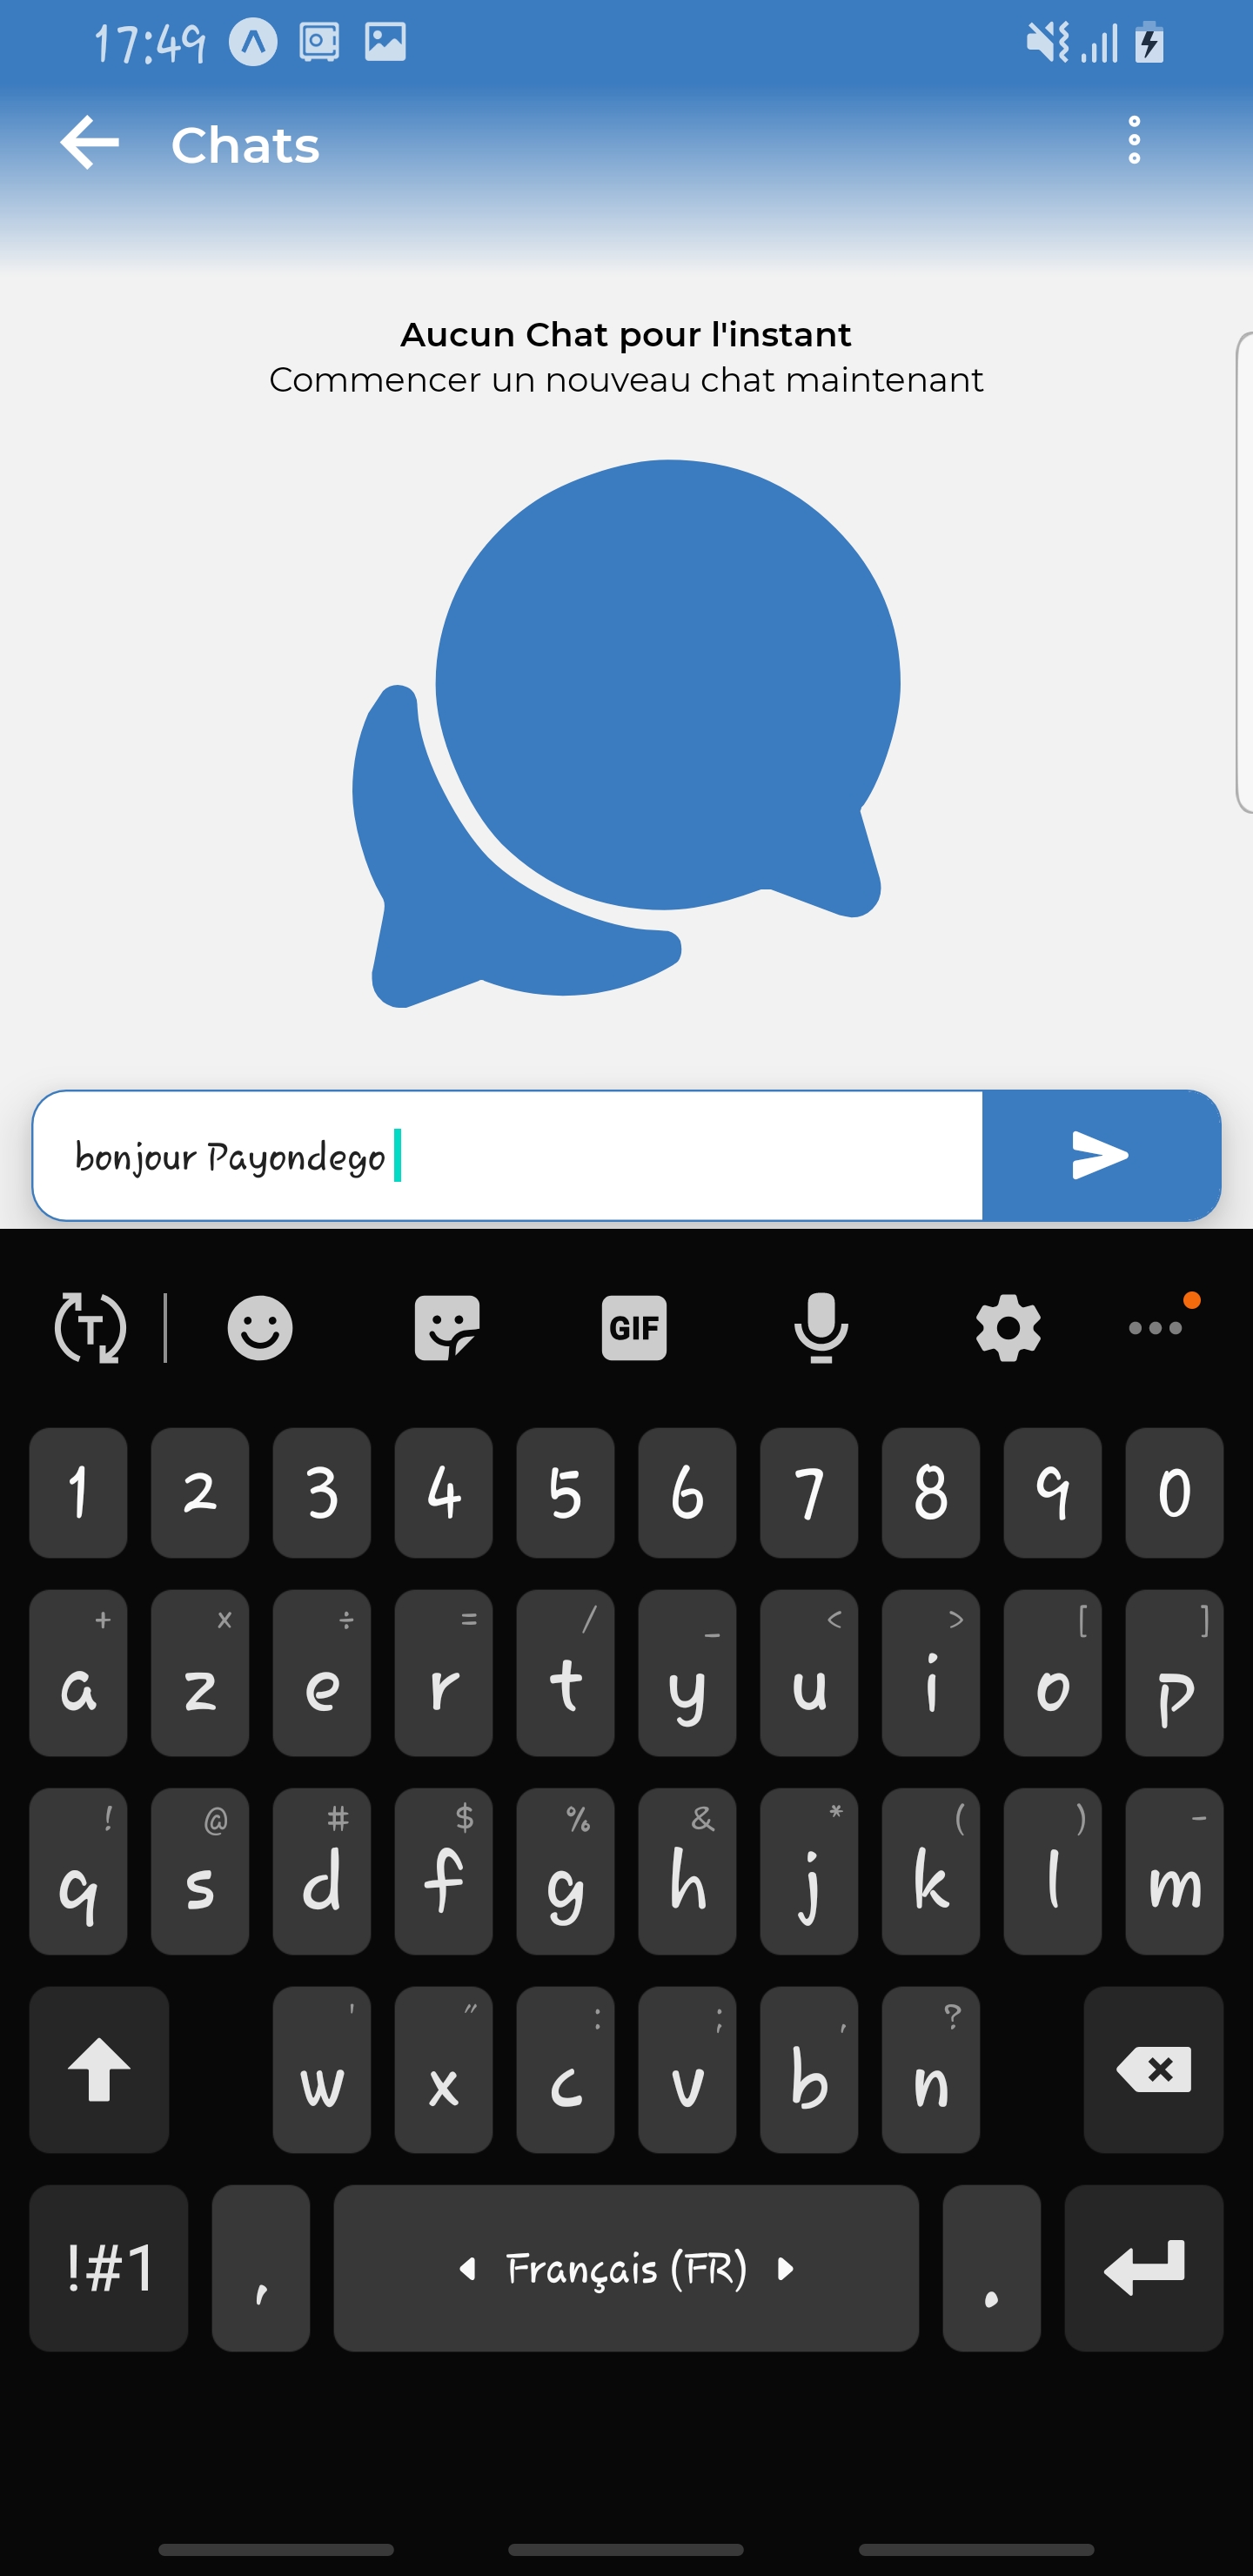 17:49
Chats
Aucun Chat pour l'instant
Commencer un nouveau chat maintenant
bonjour Payondego
T
GIF
1 2 3 4 5 6 7 8 9 0
+ × ÷ = / _ < > [ ]
a z e r t y u i o p
! @ # $ % & * ( ) -
q s d f g h j k l m
' " : ; , ?
w x c v b n
!#1 , Français (FR) .